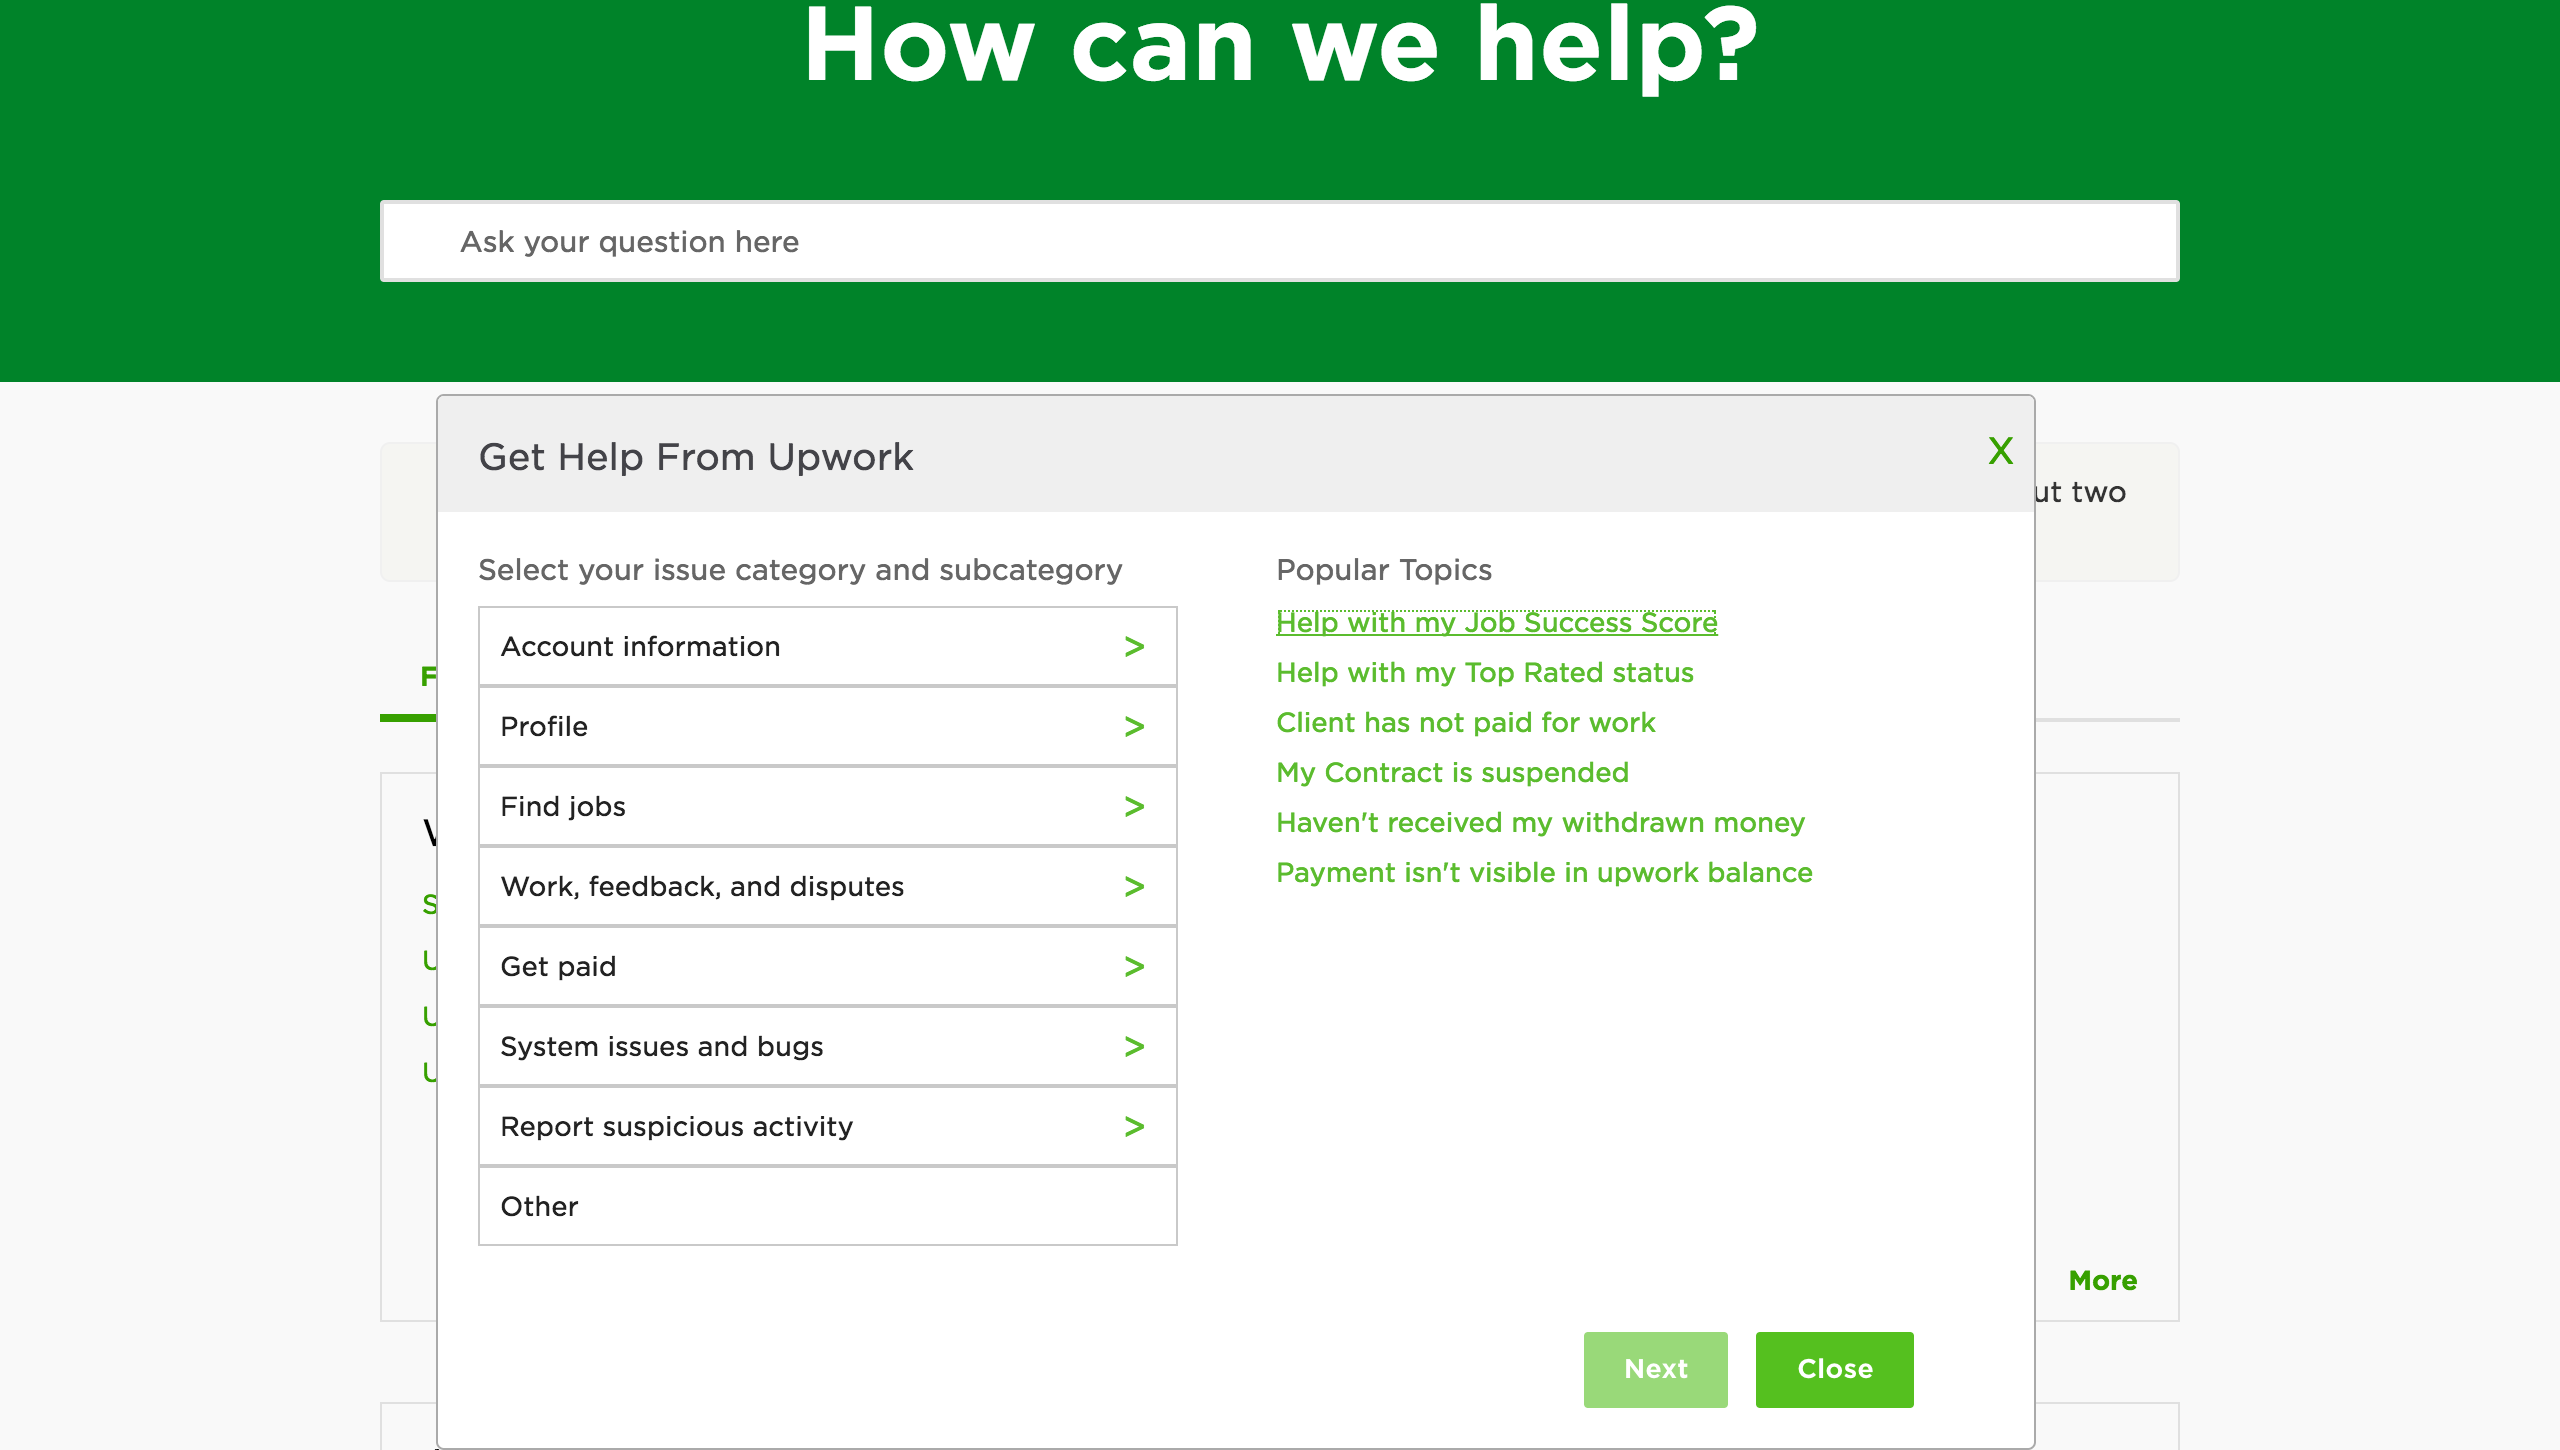 How can we help?
Ask your question here
Get Help From Upwork
X
ut two
Select your issue category and subcategory
Account information >
Profile >
Find jobs >
Work, feedback, and disputes >
Get paid >
System issues and bugs >
Report suspicious activity >
Other
Popular Topics
Help with my Job Success Score
Help with my Top Rated status
Client has not paid for work
My Contract is suspended
Haven't received my withdrawn money
Payment isn't visible in upwork balance
More
Next
Close